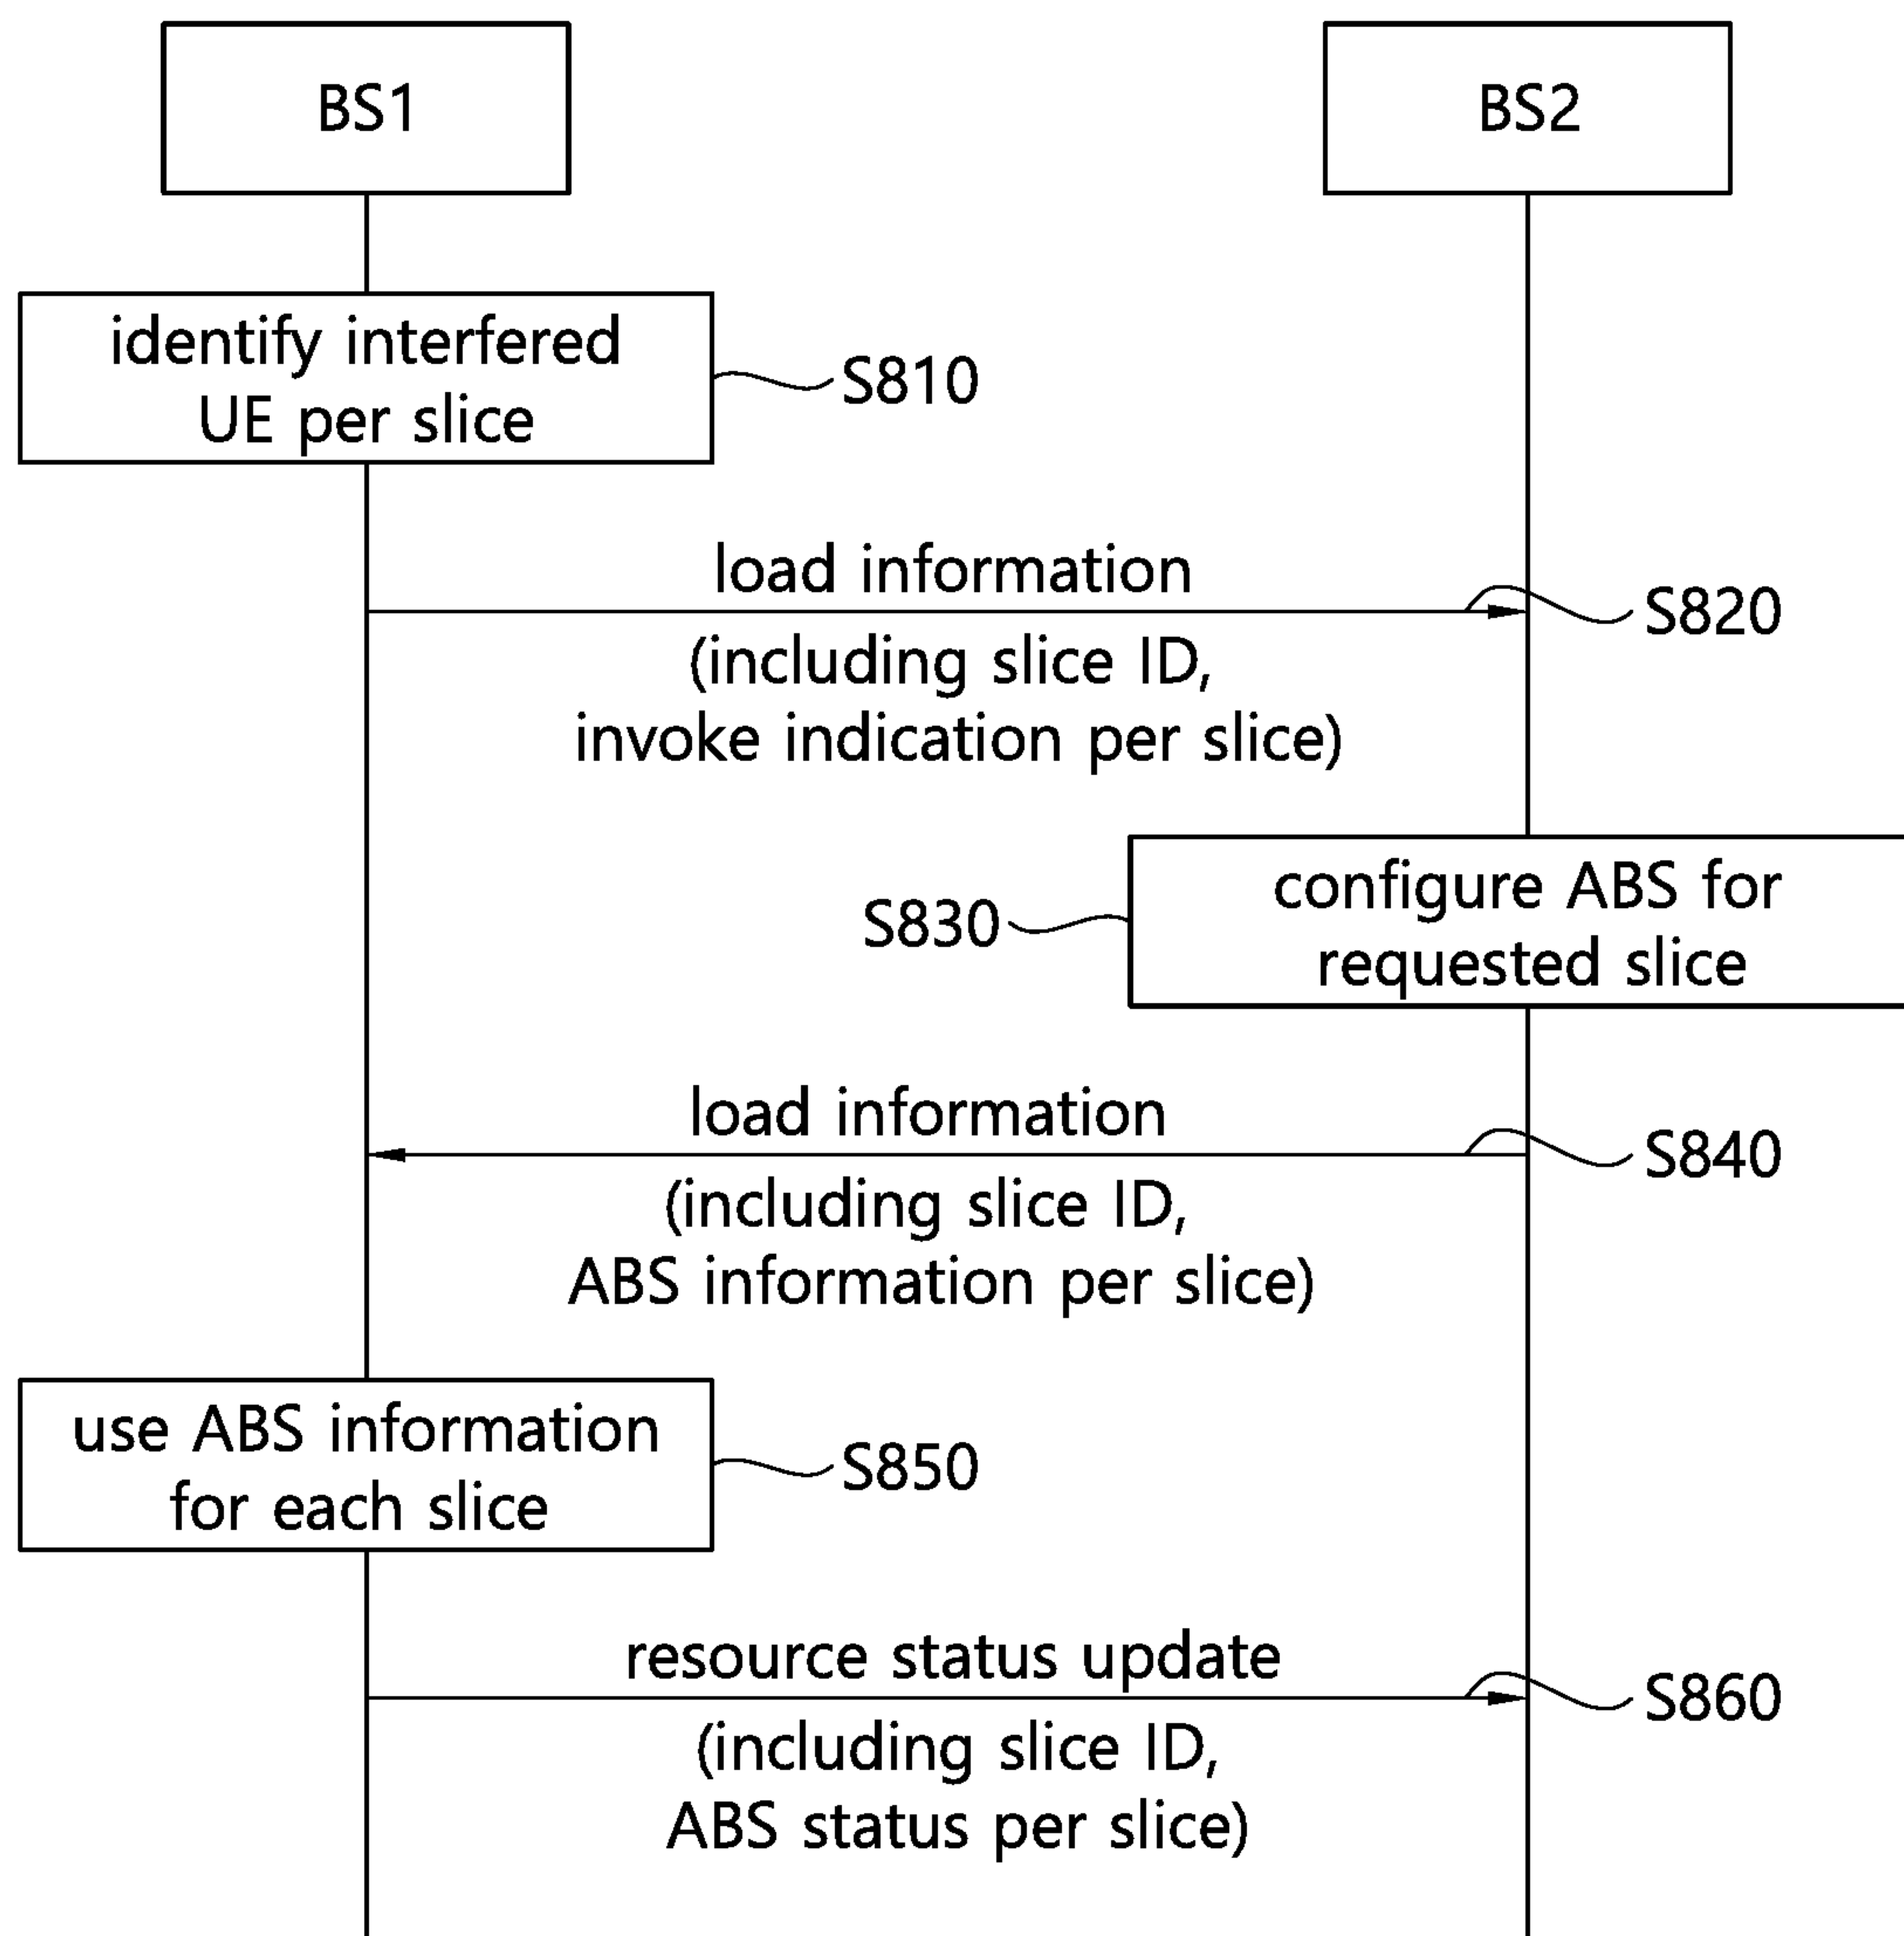 BS1
BS2
identify interfered
UE per slice
S810
load information
S820
(including slice ID,
invoke indication per slice)
S830
configure ABS for
requested slice
load information
S840
(including slice ID,
ABS information per slice)
use ABS information
for each slice
S850
resource status update
S860
(including slice ID,
ABS status per slice)